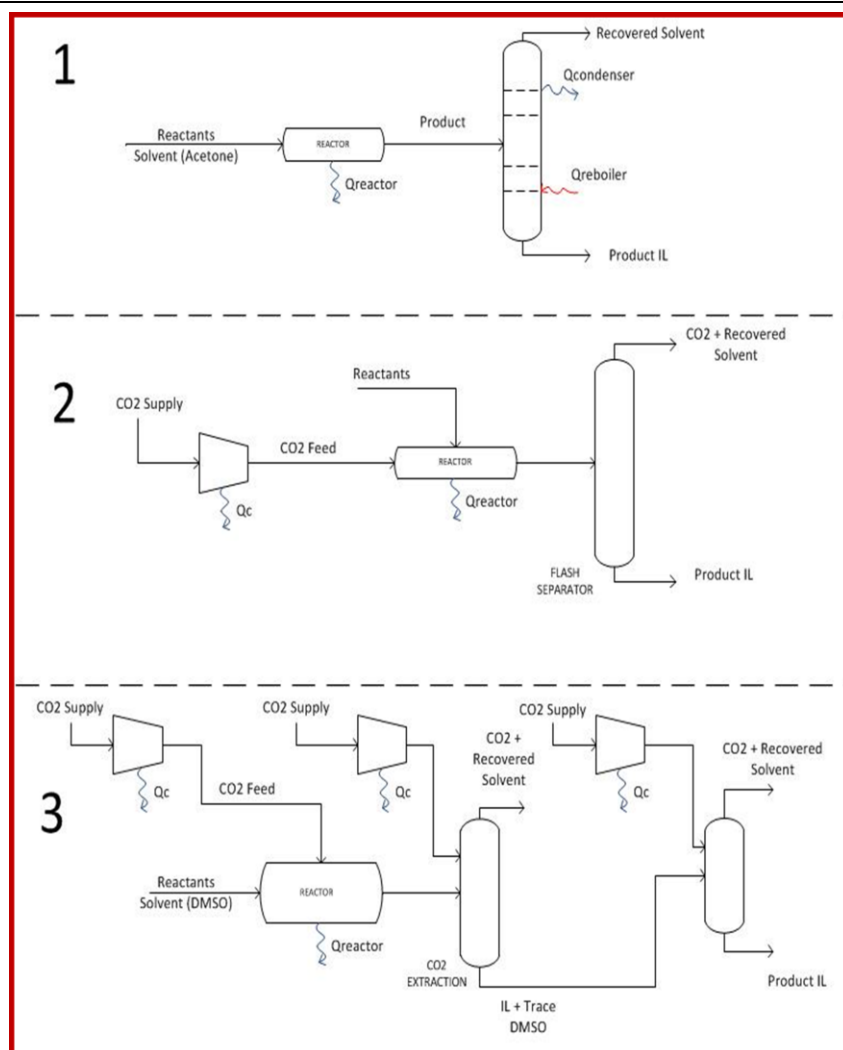 1
Recovered Solvent
Qcondenser
Reactants
Solvent (Acetone)
REACTOR
Product
Qreactor
Qreboiler
Product IL
2
CO2 + Recovered
Solvent
Reactants
CO2 Supply
CO2 Feed
REACTOR
Qc
Qreactor
FLASH
SEPARATOR
Product IL
3
CO2 Supply
CO2 Supply
CO2 Supply
CO2 +
Recovered
Solvent
CO2 + Recovered
Solvent
Qc
CO2 Feed
Qc
Qc
Reactants
Solvent (DMSO)
REACTOR
Qreactor
CO2
EXTRACTION
IL + Trace
DMSO
Product IL